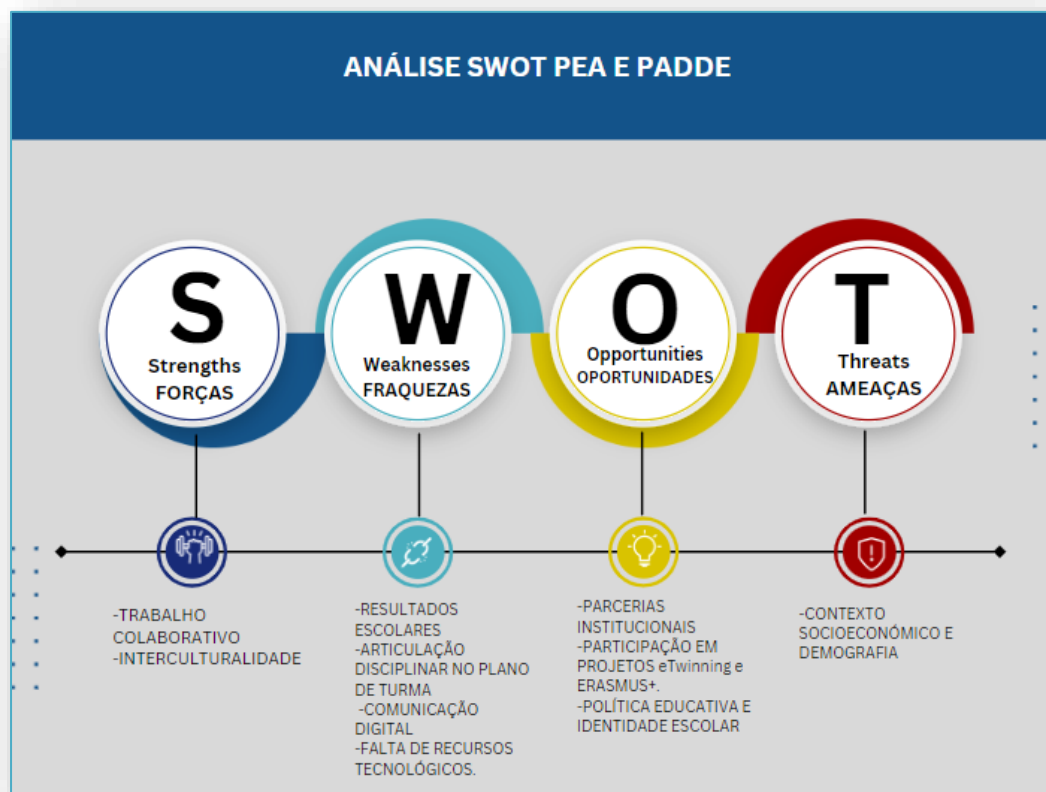 ANÁLISE SWOT PEA E PADDE
S
Strengths
FORÇAS
W
Weaknesses
FRAQUEZAS
O
Opportunities
OPORTUNIDADES
T
Threats
AMEAÇAS
-TRABALHO
COLABORATIVO
-INTERCULTURALIDADE
-RESULTADOS
ESCOLARES
-ARTICULAÇÃO
DISCIPLINAR NO PLANO
DE TURMA
-COMUNICAÇÃO
DIGITAL
-FALTA DE RECURSOS
TECNOLÓGICOS.
-PARCERIAS
INSTITUCIONAIS
-PARTICIPAÇÃO EM
PROJETOS eTwinning e
ERASMUS+.
-POLÍTICA EDUCATIVA E
IDENTIDADE ESCOLAR
-CONTEXTO
SOCIOECONÓMICO E
DEMOGRAFIA